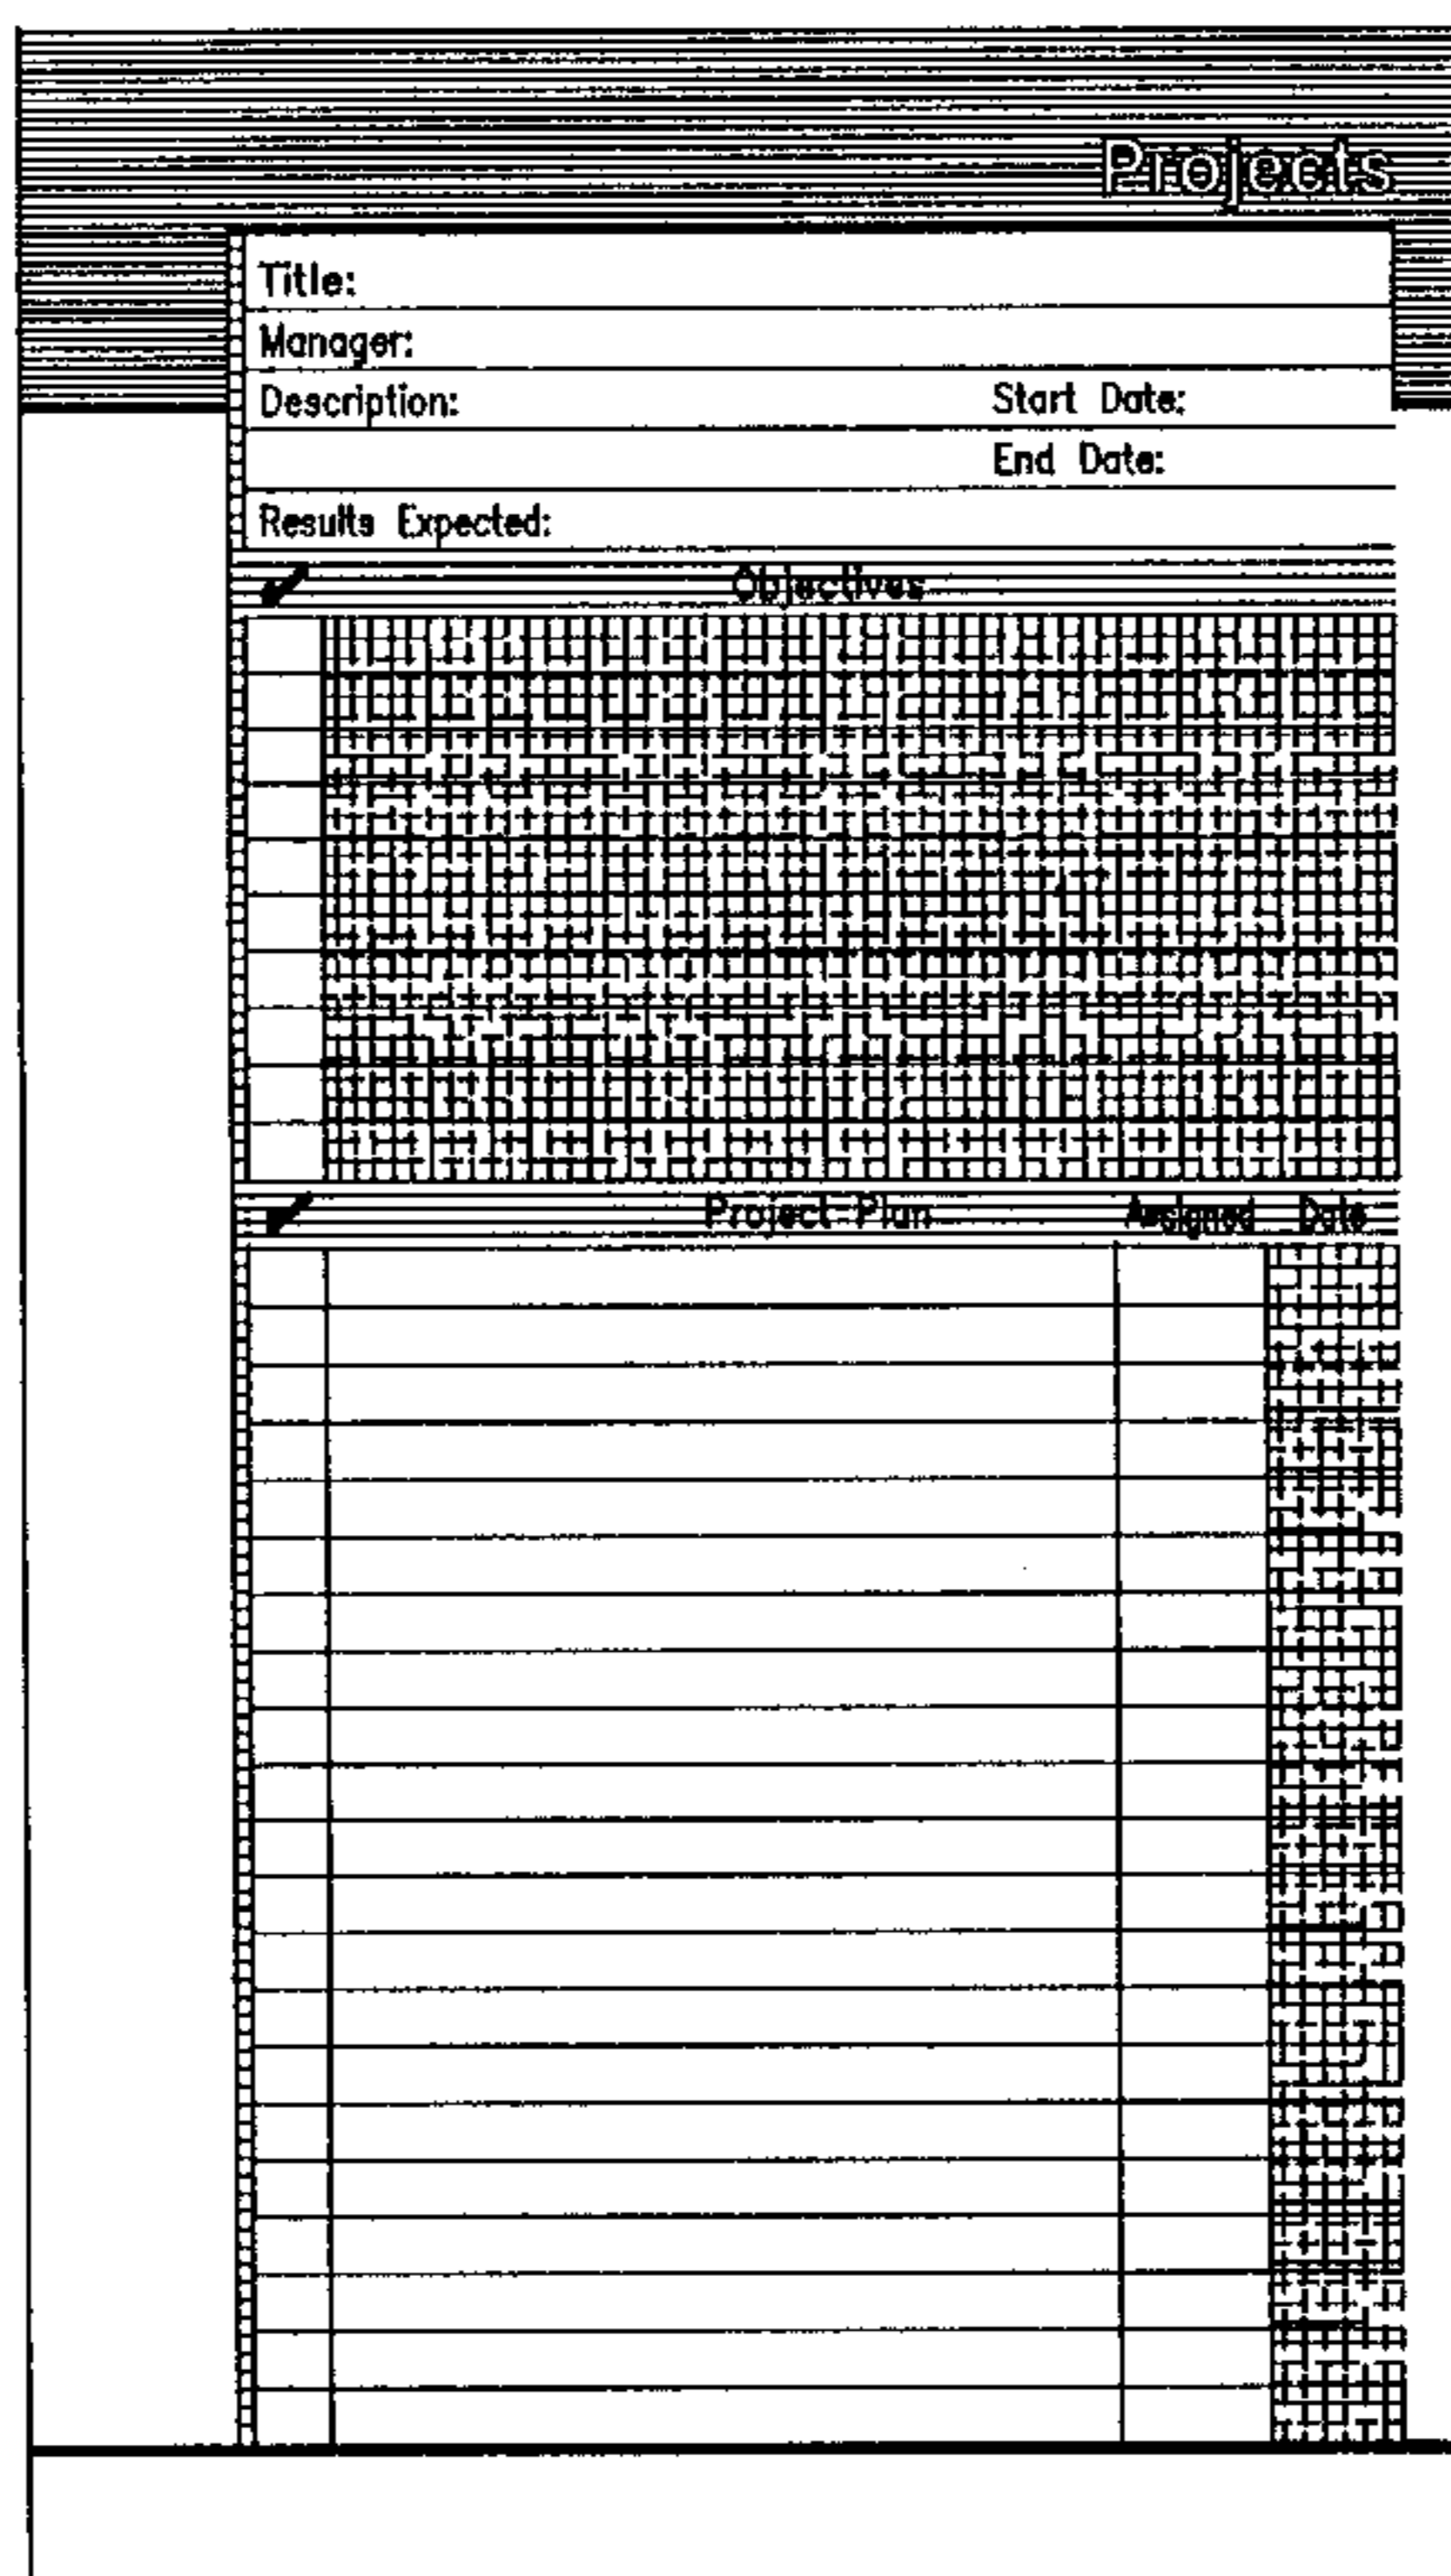 Projects
Title:
Manager:
Description: Start Date:
End Date:
Results Expected:
Objectives
Project Plan Assigned Date